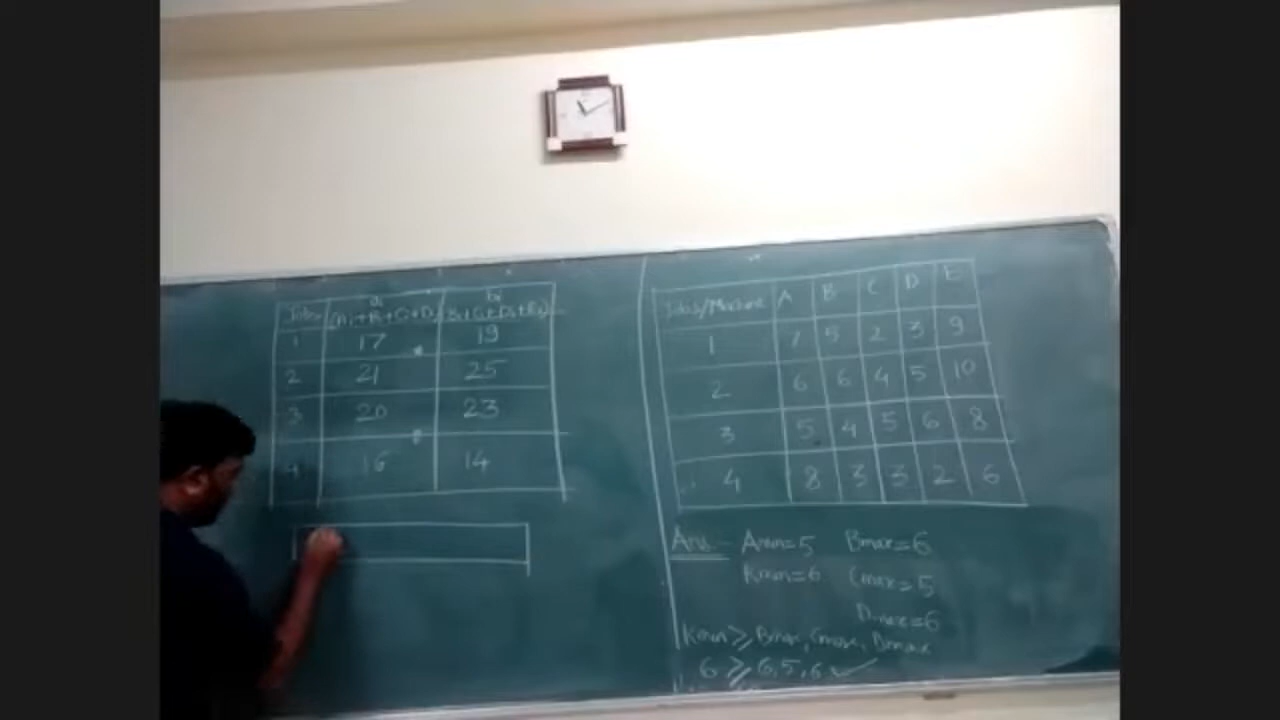 Jobs a b
(A1+B1+C1+D1) (B1+C1+D1+E1)
1 17 19
2 21 25
3 20 23
4 16 14
Jobs/Machine A B C D E
1 7 5 2 3 9
2 6 6 4 5 10
3 5 4 5 6 8
4 8 3 3 2 6
Ans:- Amin=5 Bmax=6
Emin=6 Cmax=5
Dmax=6
Emin ≥ Bmax, Cmax, Dmax
6 ≥ 6,5,6 ✓